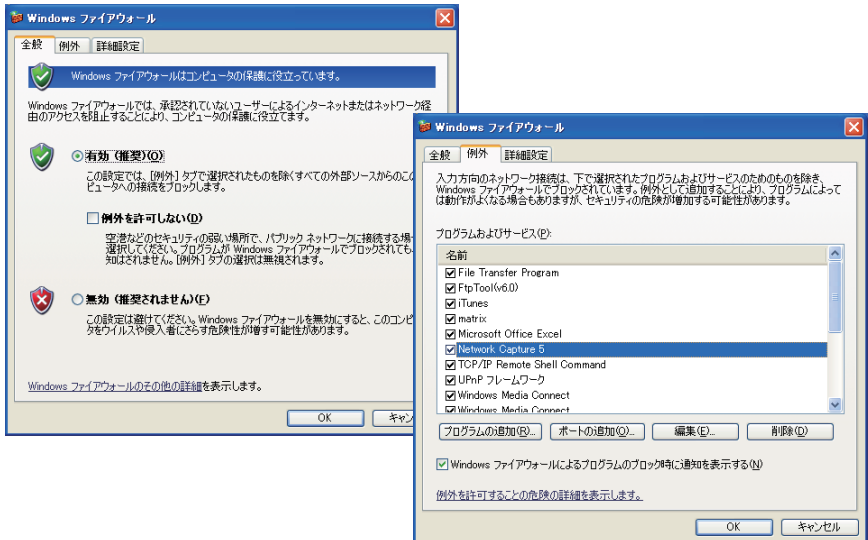 Windows ファイアウォール
全般
例外
詳細設定
Windows ファイアウォールはコンピュータの保護に役立っています。
Windows ファイアウォールでは、承認されていないユーザーによるインターネットまたはネットワーク経
由のアクセスを阻止することにより、コンピュータの保護に役立てます。
有効 (推奨)(O)
この設定では、[例外] タブで選択されたものを除くすべての外部ソースからのこ
ピュータへの接続をブロックします。
例外を許可しない(D)
空港などのセキュリティの弱い場所で、パブリック ネットワークに接続する場
選択してください。プログラムが Windows ファイアウォールでブロックされても、
知はされません。[例外] タブの選択は無視されます。
無効 (推奨されません)(F)
この設定は避けてください。Windows ファイアウォールを無効にすると、このコンピ
タをウイルスや侵入者にさらす危険性が増す可能性があります。
Windows ファイアウォールのその他の詳細を表示します。
OK
キャン
Windows ファイアウォール
全般
例外
詳細設定
入力方向のネットワーク接続は、下で選択されたプログラムおよびサービスのためのものを除き、
Windows ファイアウォールでブロックされています。例外として追加することにより、プログラムによって
は動作がよくなる場合もありますが、セキュリティの危険が増加する可能性があります。
プログラムおよびサービス(P):
名前
File Transfer Program
FtpTool(v6.0)
iTunes
matrix
Microsoft Office Excel
Network Capture 5
TCP/IP Remote Shell Command
UPnP フレームワーク
Windows Media Connect
Windows Media Connect
プログラムの追加(R)...
ポートの追加(O)...
編集(E)...
削除(D)
Windows ファイアウォールによるプログラムのブロック時に通知を表示する(N)
例外を許可することの危険の詳細を表示します。
OK
キャンセル